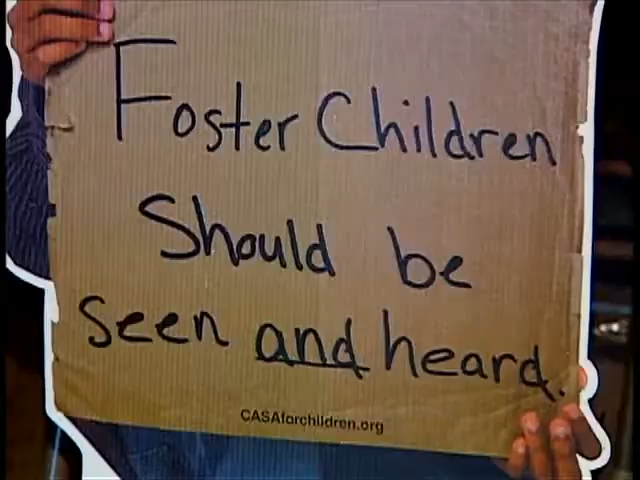 Foster Children
Should be
seen and heard.
CASAforchildren.org